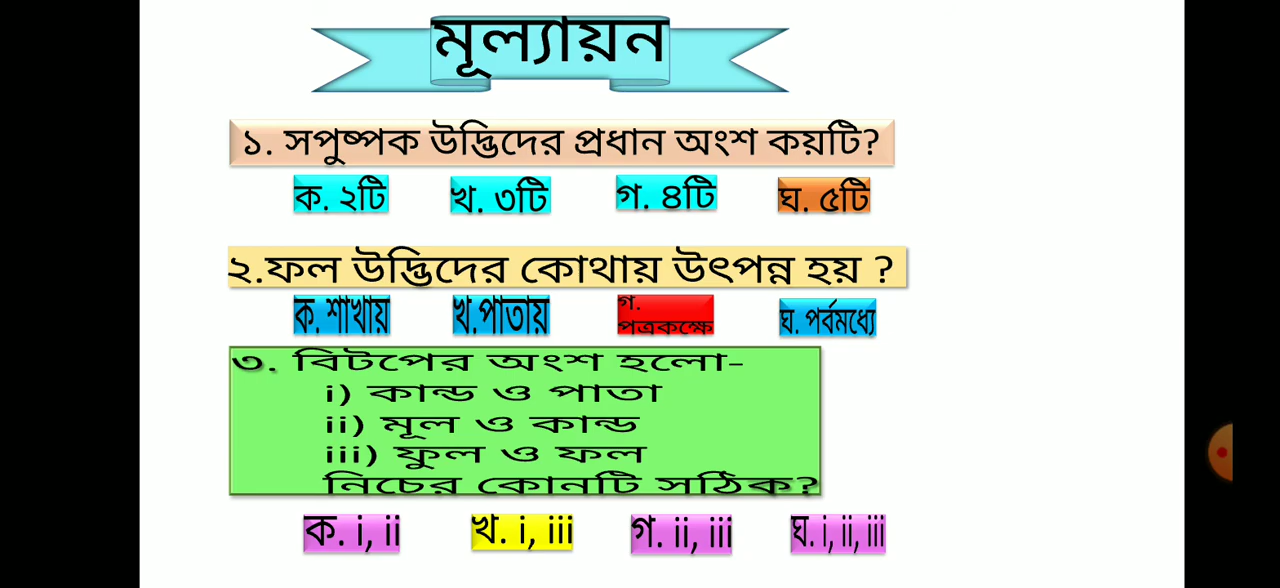 মূল্যায়ন
১. সপুষ্পক উদ্ভিদের প্রধান অংশ কয়টি?
ক. ২টি খ. ৩টি গ. ৪টি ঘ. ৫টি
২.ফল উদ্ভিদের কোথায় উৎপন্ন হয় ?
ক. শাখায় খ.পাতায় গ. পত্রকক্ষে ঘ. পর্বমধ্যে
৩. বিটপের অংশ হলো-
i) কান্ড ও পাতা
ii) মূল ও কান্ড
iii) ফুল ও ফল
নিচের কোনটি সঠিক?
ক. i, ii খ. i, iii গ. ii, iii ঘ. i, ii, iii